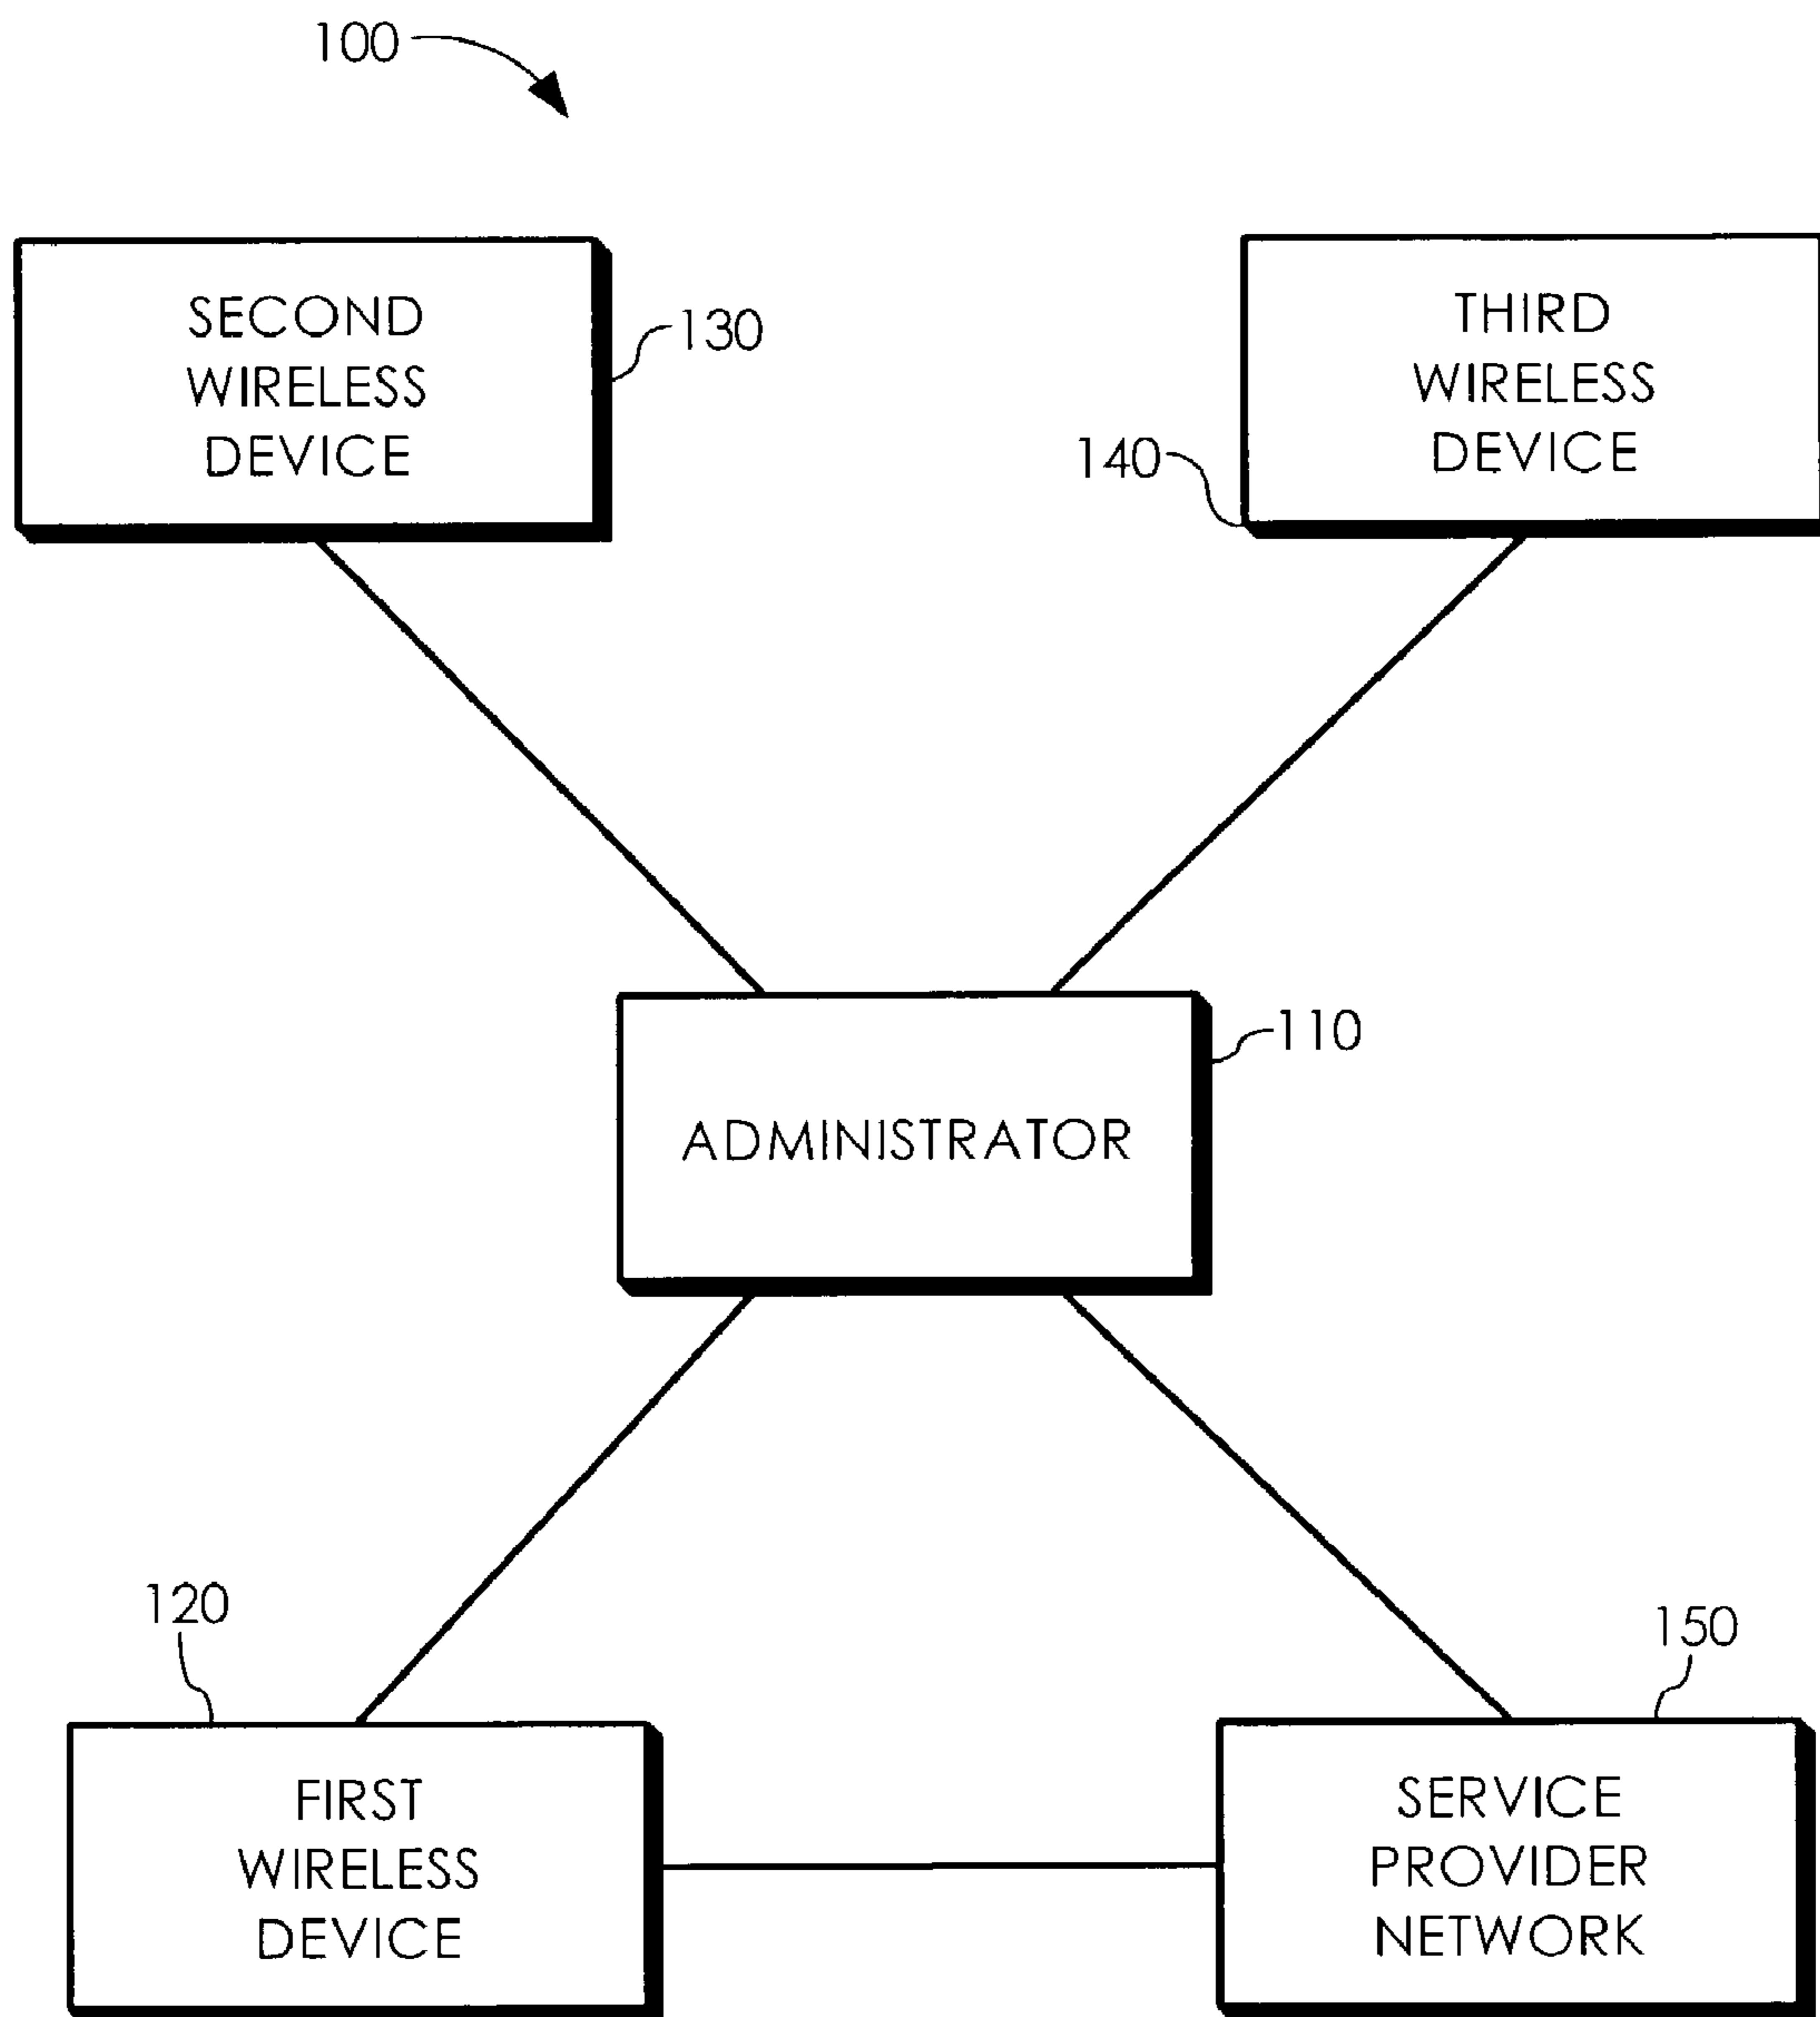 100
SECOND
WIRELESS
DEVICE
130
THIRD
WIRELESS
DEVICE
140
110
ADMINISTRATOR
120
150
FIRST
WIRELESS
DEVICE
SERVICE
PROVIDER
NETWORK